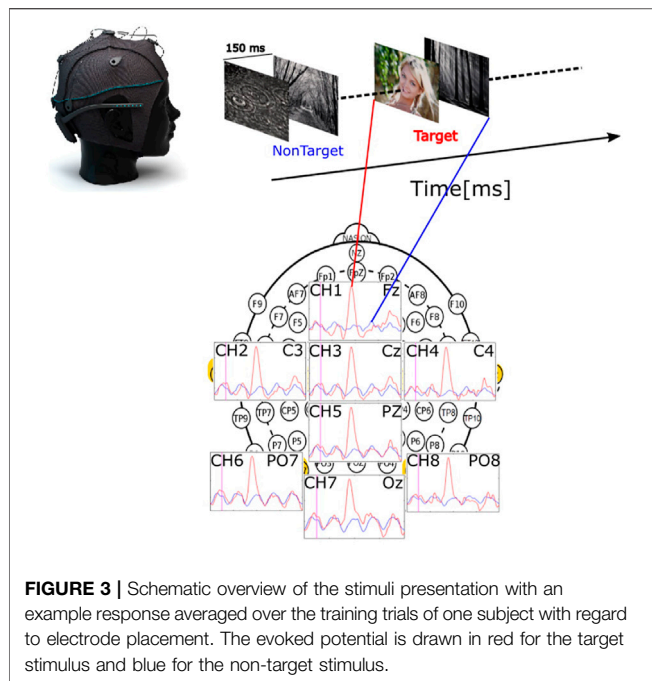 150 ms
NonTarget
Target
Time[ms]
NASION
NZ
Fp1 FpZ Fp2
F9 AF7 CH1 Fz AF8 F10
F7 F5 F6 F8
CH2 C3 CH3 Cz CH4 C4
TP9 TP7 CP5 CH5 PZ CP6 TP8 TP10
P7 P5 P6 P8
CH6 PO7 CH7 Oz CH8 PO8
FIGURE 3 | Schematic overview of the stimuli presentation with an
example response averaged over the training trials of one subject with regard
to electrode placement. The evoked potential is drawn in red for the target
stimulus and blue for the non-target stimulus.